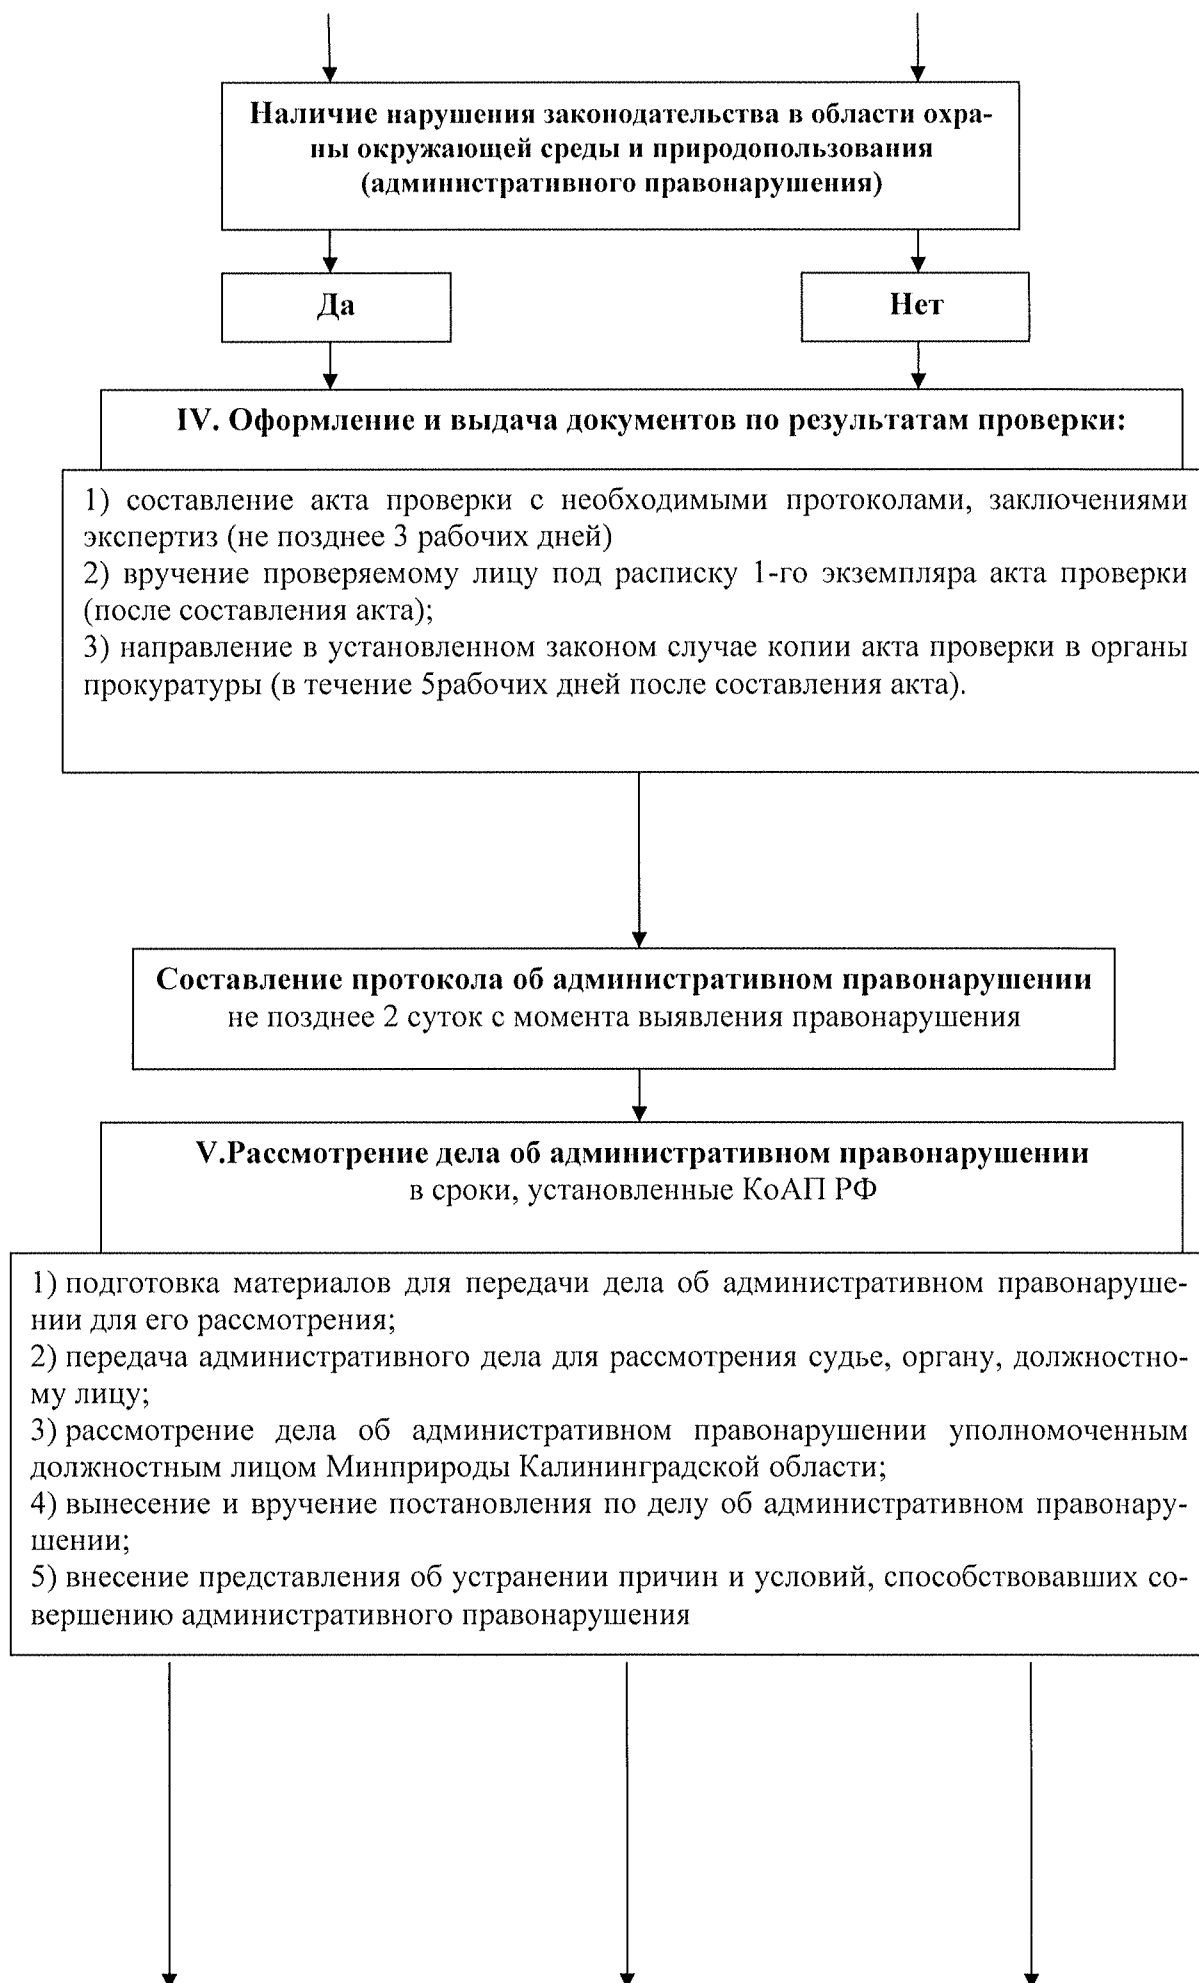 Наличие нарушения законодательства в области охра-
ны окружающей среды и природопользования
(административного правонарушения)
Да
Нет
IV. Оформление и выдача документов по результатам проверки:
1) составление акта проверки с необходимыми протоколами, заключениями
экспертиз (не позднее 3 рабочих дней)
2) вручение проверяемому лицу под расписку 1-го экземпляра акта проверки
(после составления акта);
3) направление в установленном законом случае копии акта проверки в органы
прокуратуры (в течение 5рабочих дней после составления акта).
Составление протокола об административном правонарушении
не позднее 2 суток с момента выявления правонарушения
V.Рассмотрение дела об административном правонарушении
в сроки, установленные КоАП РФ
1) подготовка материалов для передачи дела об административном правонаруше-
нии для его рассмотрения;
2) передача административного дела для рассмотрения судье, органу, должностно-
му лицу;
3) рассмотрение дела об административном правонарушении уполномоченным
должностным лицом Минприроды Калининградской области;
4) вынесение и вручение постановления по делу об административном правонару-
шении;
5) внесение представления об устранении причин и условий, способствовавших со-
вершению административного правонарушения